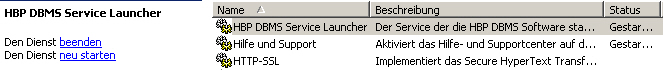 HBP DBMS Service Launcher
Den Dienst beenden
Den Dienst neu starten
Name Beschreibung Status
HBP DBMS Service Launcher Der Service der die HBP DBMS Software sta... Gestar...
Hilfe und Support Aktiviert das Hilfe- und Supportcenter auf d... Gestar...
HTTP-SSL Implementiert das Secure HyperText Transf...